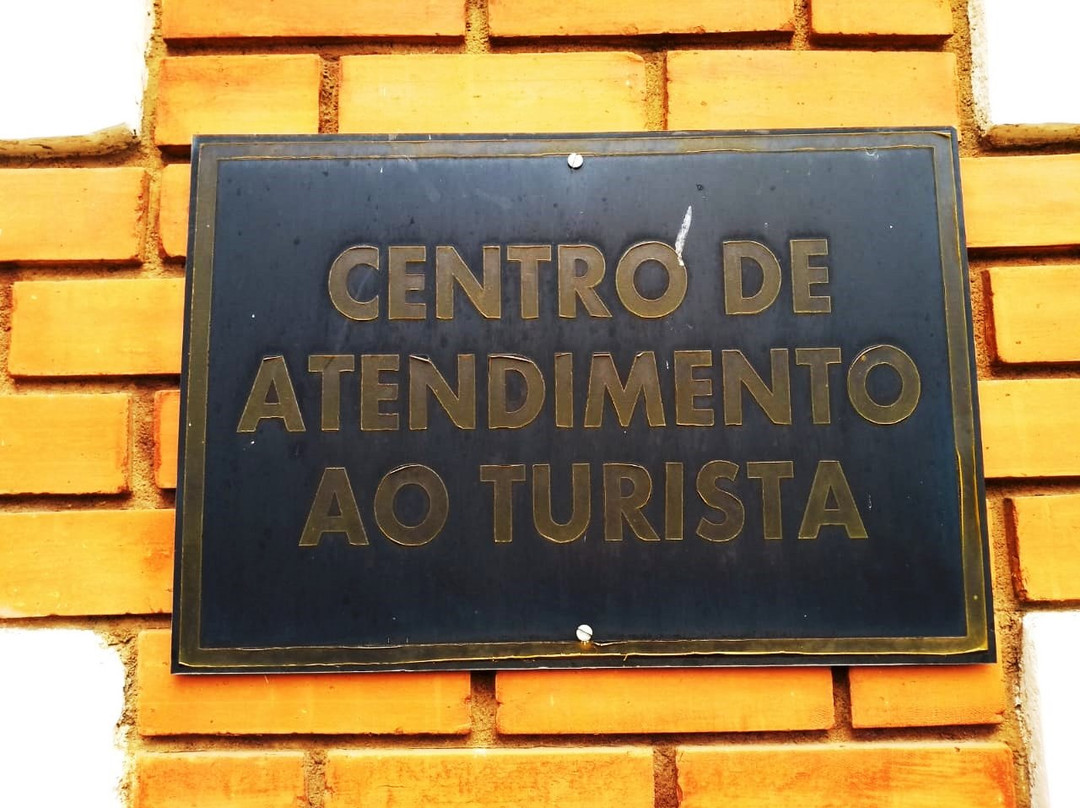 CENTRO DE
ATENDIMENTO
AO TURISTA